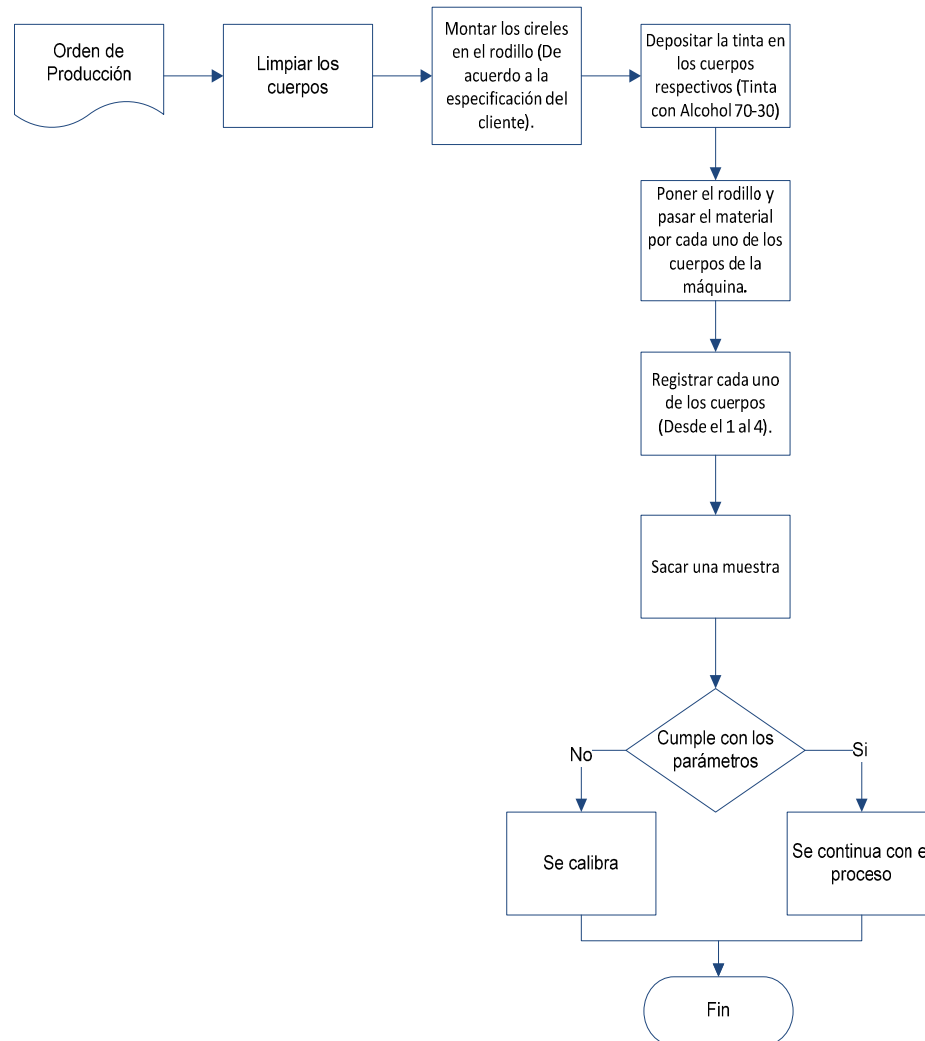 Orden de
Producción
Limpiar los
cuerpos
Montar los cireles
en el rodillo (De
acuerdo a la
especificación del
cliente).
Depositar la tinta en
los cuerpos
respectivos (Tinta
con Alcohol 70-30)
Poner el rodillo y
pasar el material
por cada uno de los
cuerpos de la
máquina.
Registrar cada uno
de los cuerpos
(Desde el 1 al 4).
Sacar una muestra
Cumple con los
parámetros
No
Si
Se calibra
Se continua con e
proceso
Fin